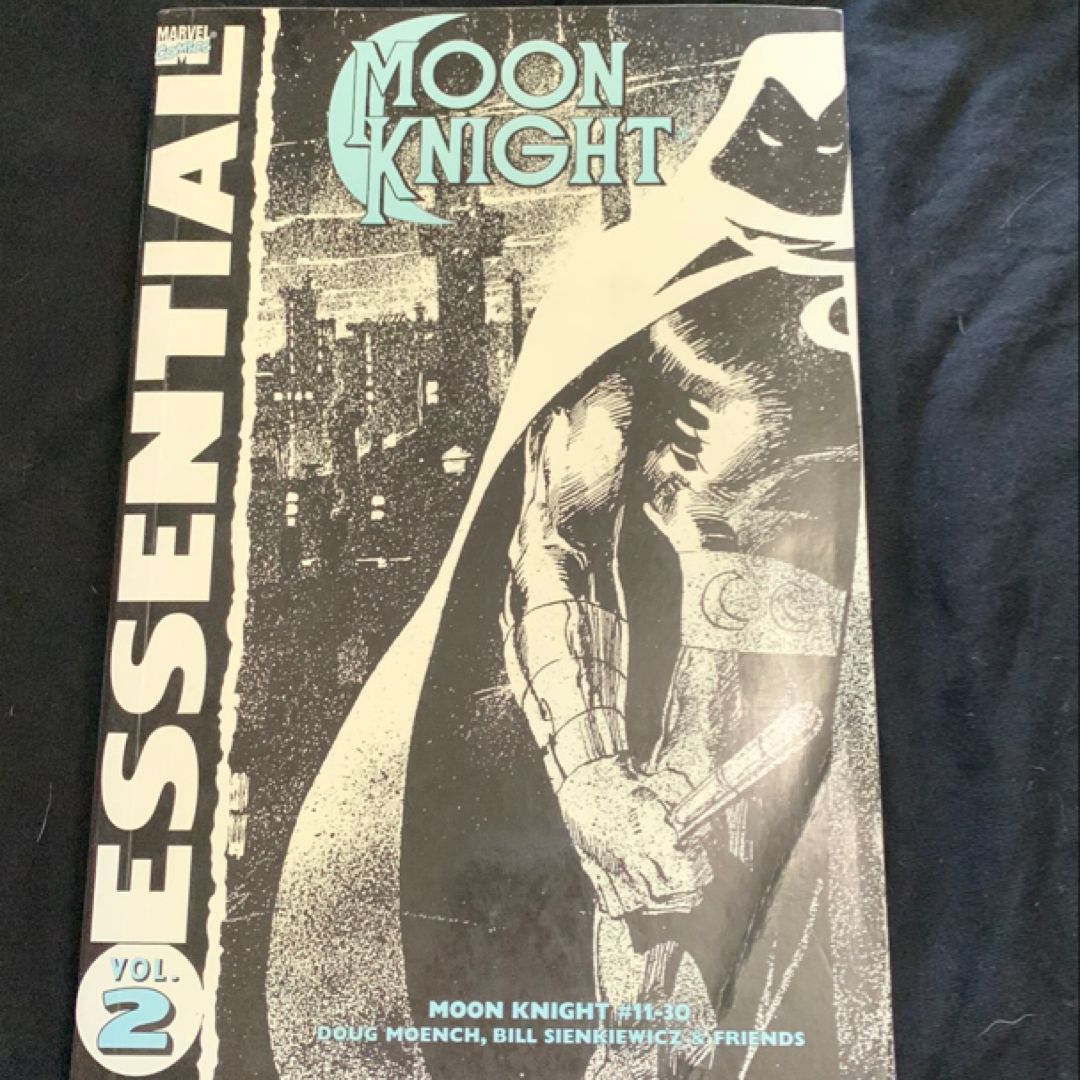 MARVEL
COMICS
ESSENTIAL
VOL.
2
MOON
KNIGHT
MOON KNIGHT #11-30
DOUG MOENCH, BILL SIENKIEWICZ & FRIENDS